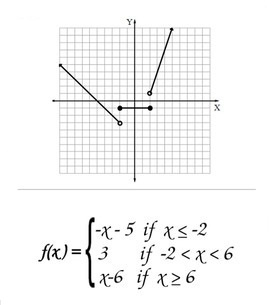 Y
X
f(x) = { -x - 5 if x ≤ -2
3 if -2 < x < 6
x-6 if x ≥ 6